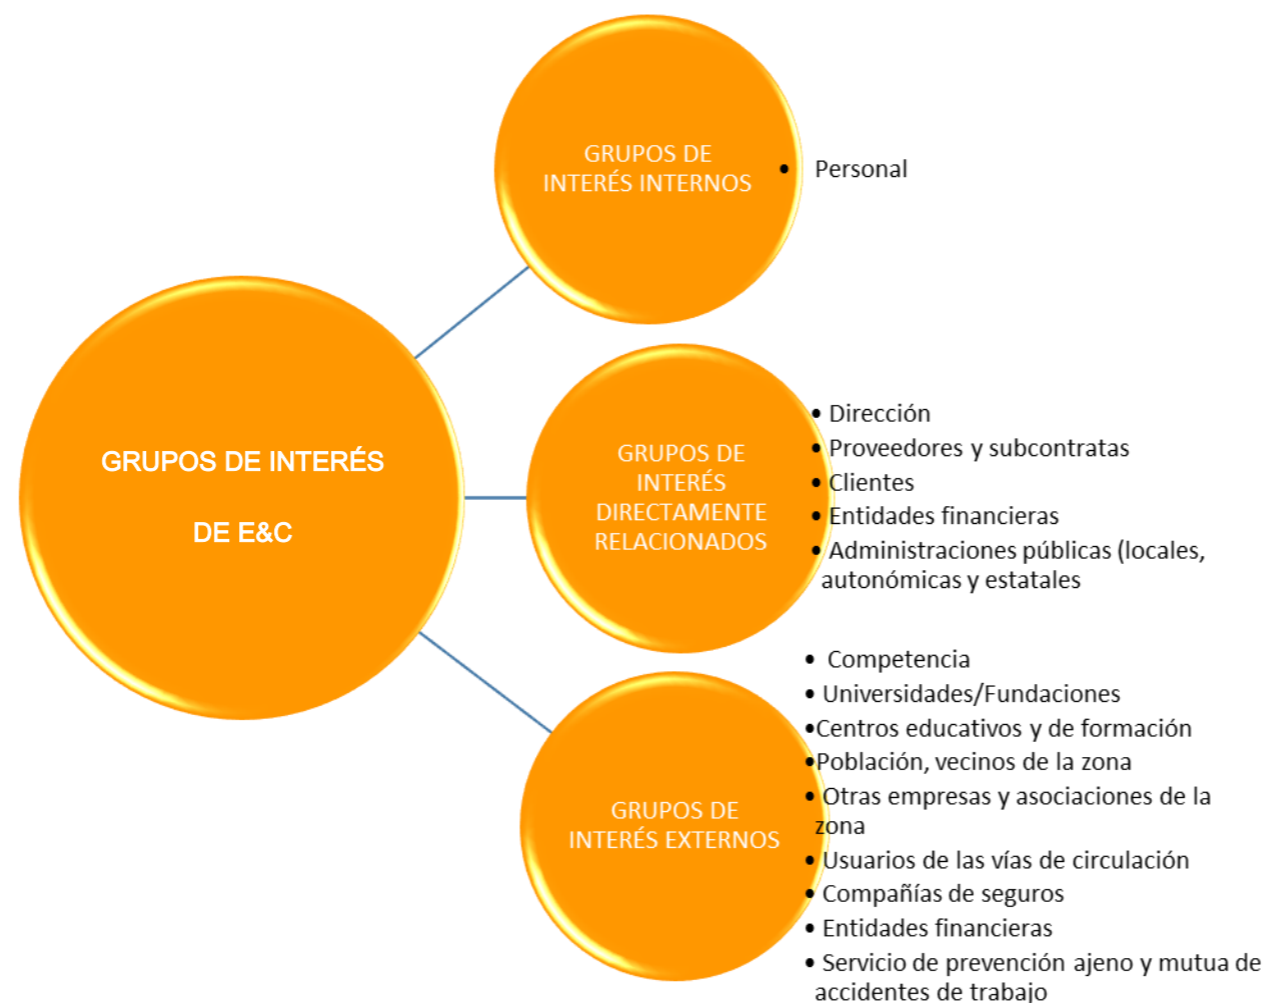 GRUPOS DE INTERÉS
DE E&C
GRUPOS DE
INTERÉS INTERNOS
• Personal
GRUPOS DE
INTERÉS
DIRECTAMENTE
RELACIONADOS
• Dirección
• Proveedores y subcontratas
• Clientes
• Entidades financieras
• Administraciones públicas (locales,
autonómicas y estatales
GRUPOS DE
INTERÉS EXTERNOS
• Competencia
• Universidades/Fundaciones
•Centros educativos y de formación
•Población, vecinos de la zona
• Otras empresas y asociaciones de la
zona
• Usuarios de las vías de circulación
• Compañías de seguros
• Entidades financieras
• Servicio de prevención ajeno y mutua de
accidentes de trabajo